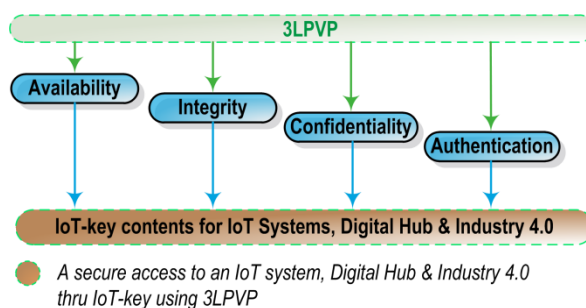 3LPVP
Availability
Integrity
Confidentiality
Authentication
IoT-key contents for IoT Systems, Digital Hub & Industry 4.0
A secure access to an IoT system, Digital Hub & Industry 4.0
thru IoT-key using 3LPVP